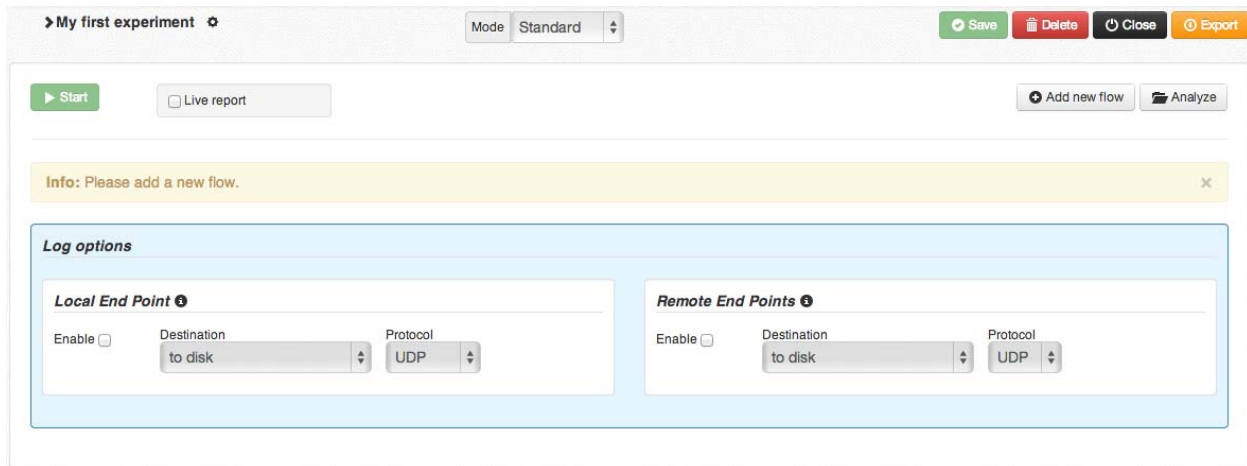 My first experiment
Mode Standard
Save Delete Close Export
Start
Live report
Add new flow
Analyze
Info: Please add a new flow.
×
Log options
Local End Point
Enable
Destination
to disk
Protocol
UDP
Remote End Points
Enable
Destination
to disk
Protocol
UDP